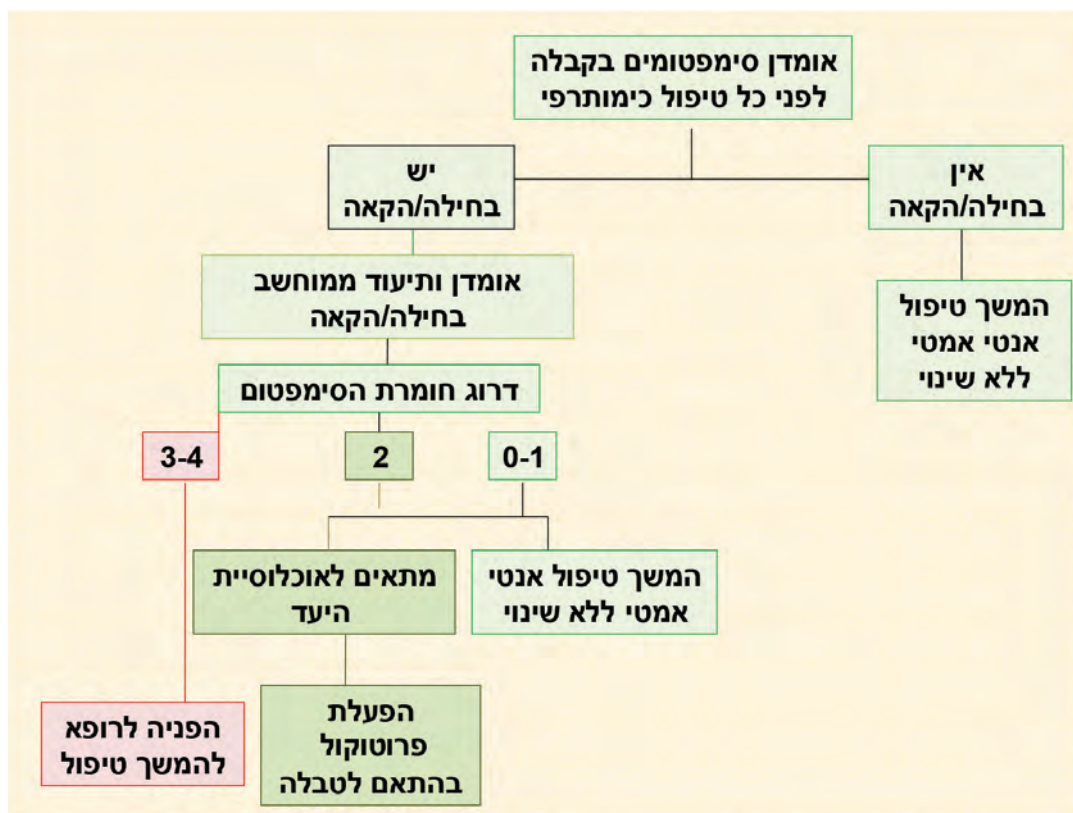 אומדן סימפטומים בקבלה
לפני כל טיפול כימותרפי
אין
בחילה/הקאה
יש
בחילה/הקאה
המשך טיפול
אנטי אמטי
ללא שינוי
אומדן ותיעוד ממוחשב
בחילה/הקאה
דרוג חומרת הסימפטום
0-1
2
3-4
המשך טיפול אנטי
אמטי ללא שינוי
מתאים לאוכלוסיית
היעד
הפעלת
פרוטוקול
בהתאם לטבלה
הפניה לרופא
להמשך טיפול